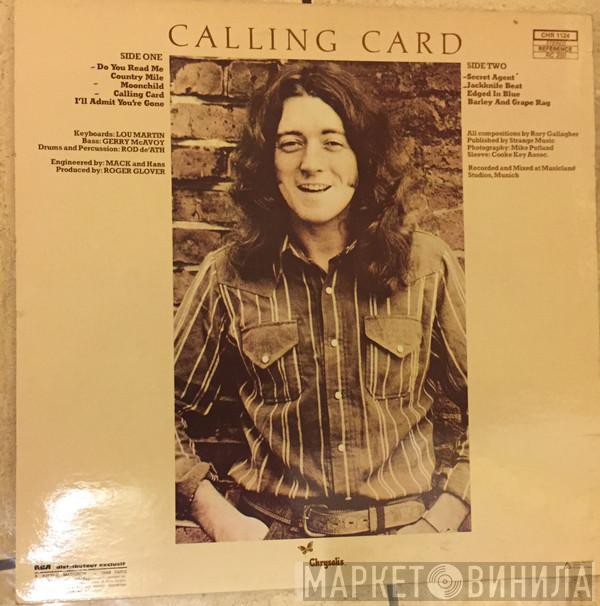 CALLING CARD
CHR 1124
STEREO
REFERENCE
SIDE ONE
Do You Read Me
Country Mile
Moonchild
Calling Card
I'll Admit You're Gone
Keyboards: LOU MARTIN
Bass: GERRY McAVOY
Drums and Percussion: ROD de'ATH
Engineered by: MACK and Hans
Produced by: ROGER GLOVER
SIDE TWO
Secret Agent
Jackknife Beat
Edged In Blue
Barley And Grape Rag
All compositions by Rory Gallagher
Published by Strange Music
Photography: Mike Putland
Sleeve: Cooke Key Assoc.
Recorded and Mixed at Musicland
Studios, Munich
RCA distributeur exclusif
Chrysalis
МАРКЕТ ВИНИЛА